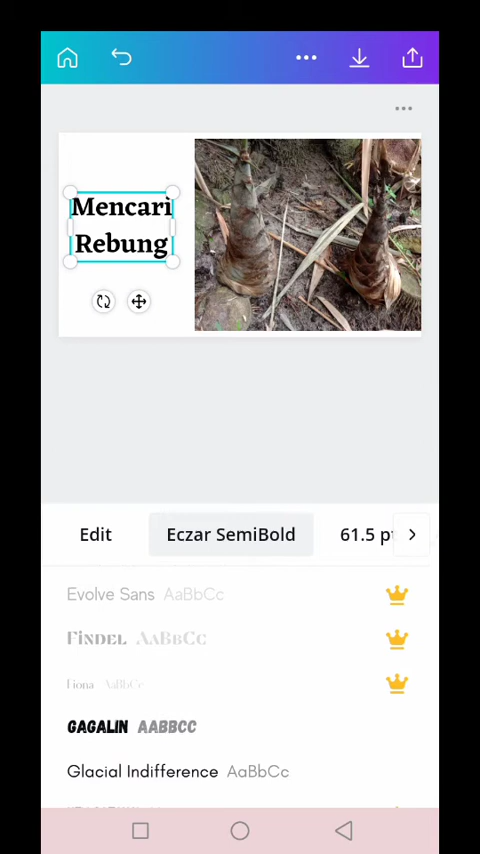 Mencari
Rebung
Edit
Eczar SemiBold
61.5 p
Evolve Sans AaBbCc
FINDEL AABBCC
Fiona AaBbCc
GAGALIN AABBCC
Glacial Indifference AaBbCc